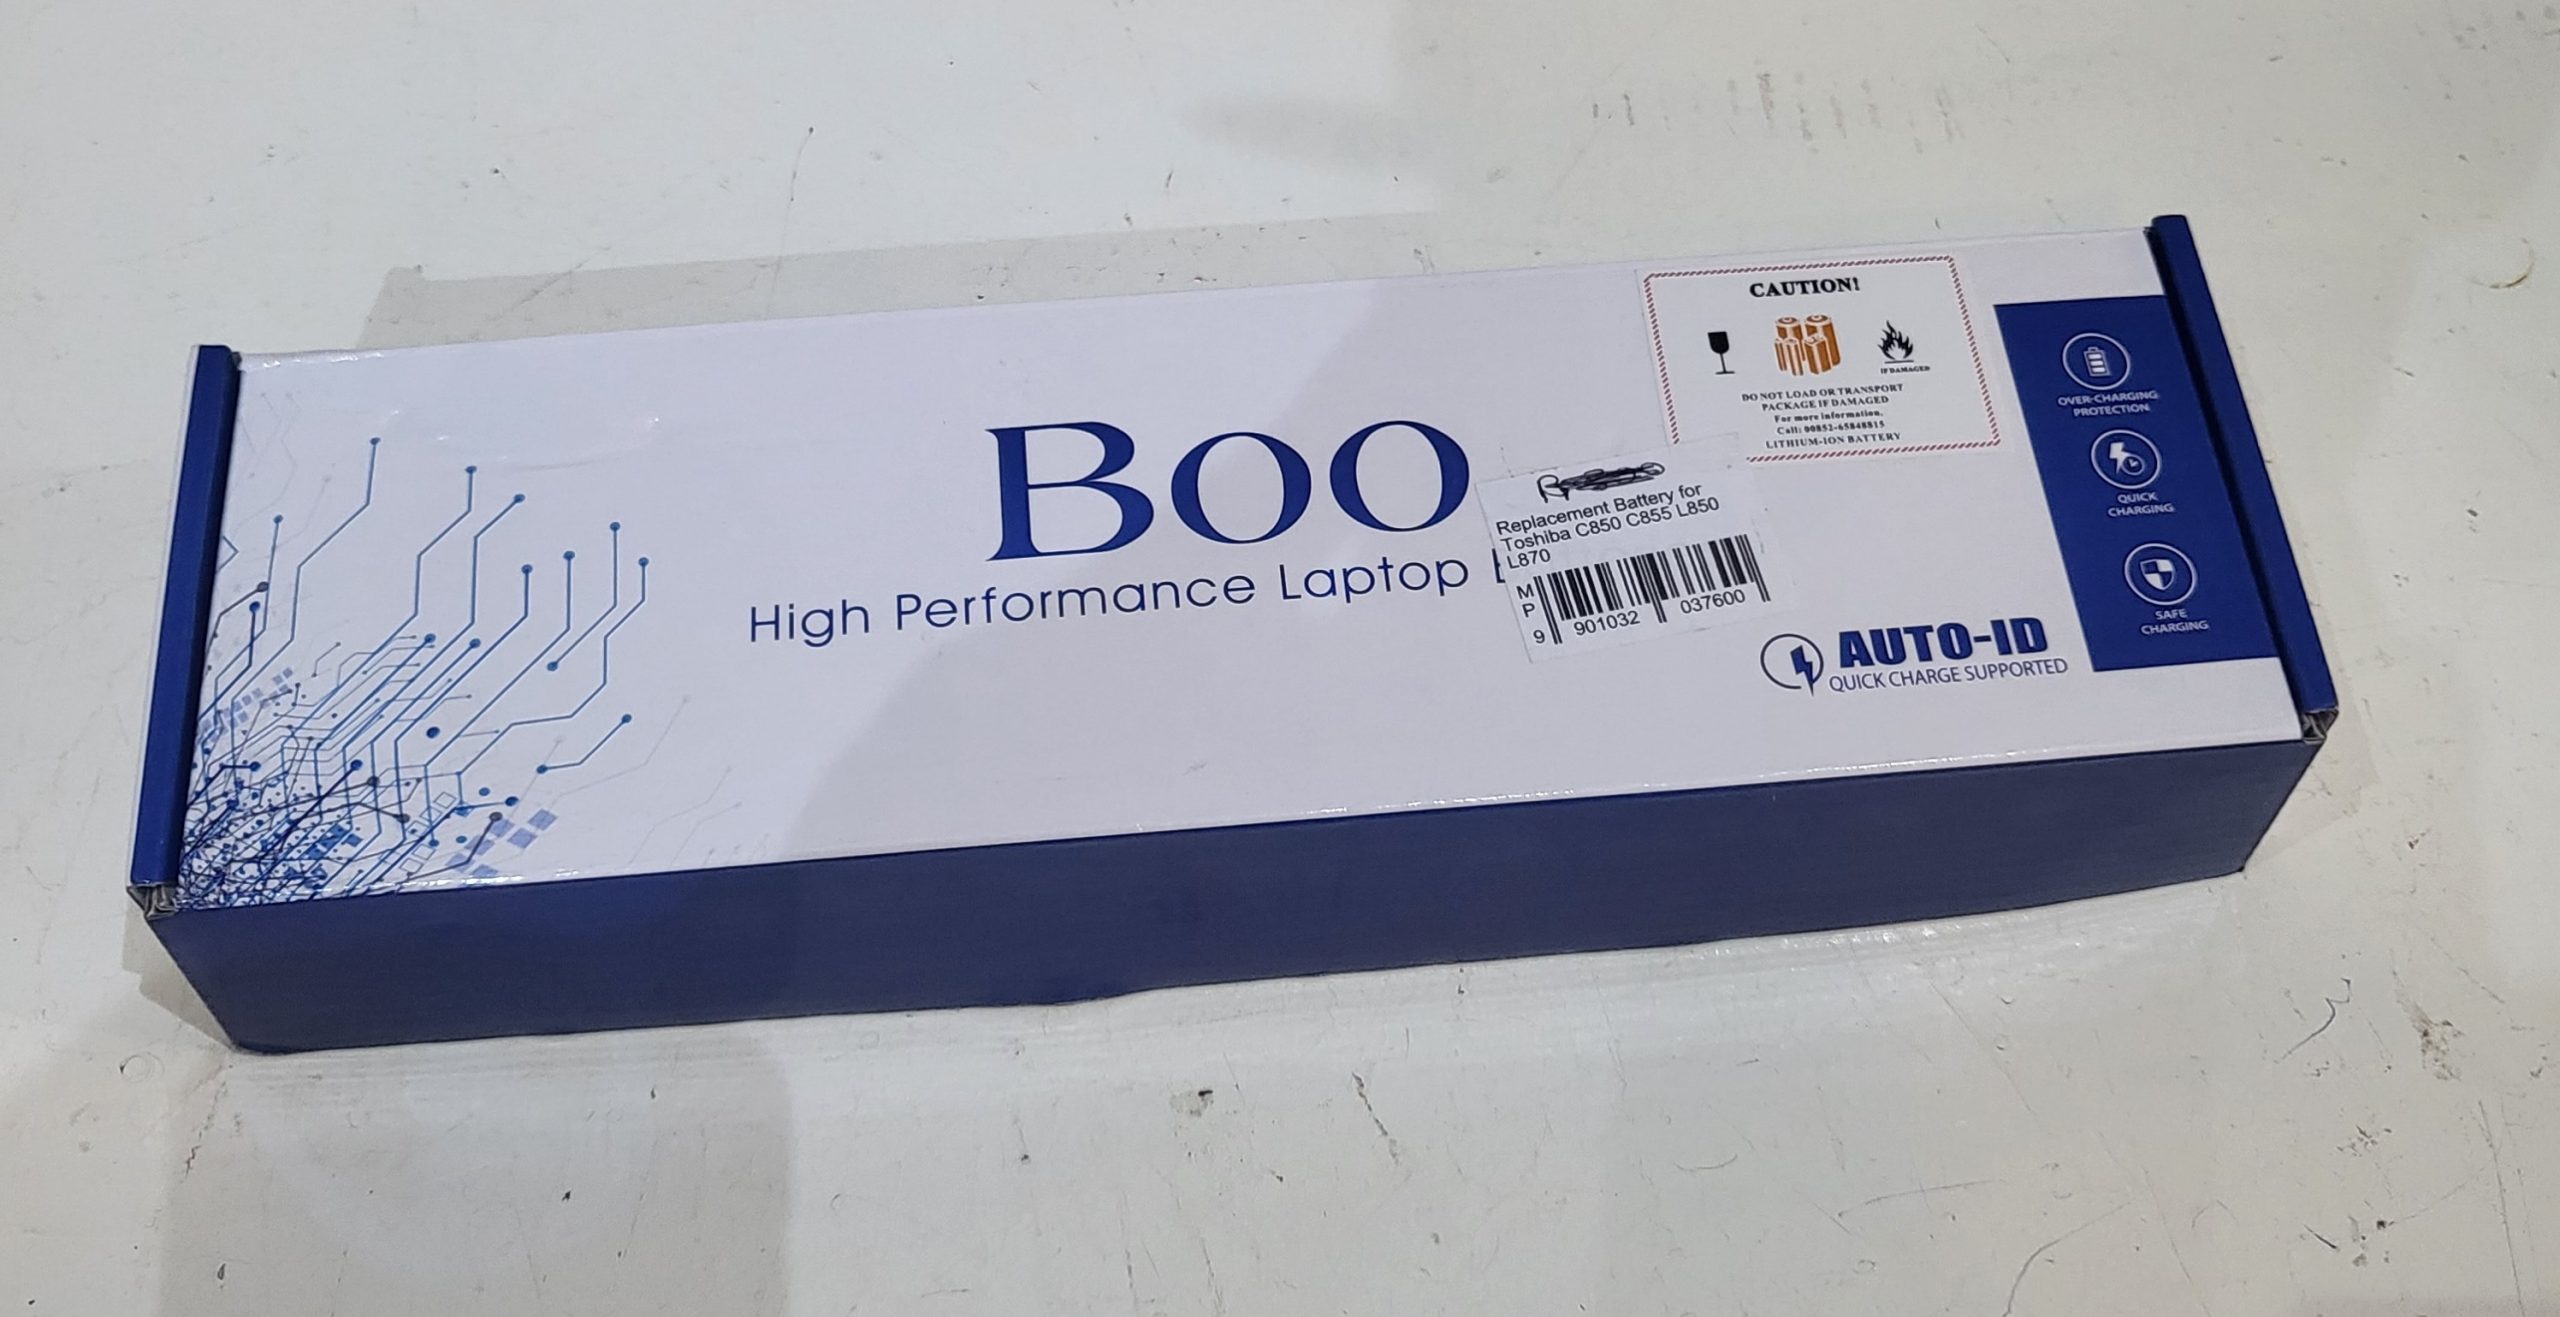 Boo
High Performance Laptop
CAUTION!
IF DAMAGED
DO NOT LOAD OR TRANSPORT
PACKAGE IF DAMAGED
For more information,
Call: 00852-65848815
LITHIUM-ION BATTERY
Replacement Battery for
Toshiba C850 C855 L850
L870
M
P
9 901032 037600
AUTO-ID
QUICK CHARGE SUPPORTED
OVER-CHARGING
PROTECTION
QUICK
CHARGING
SAFE
CHARGING